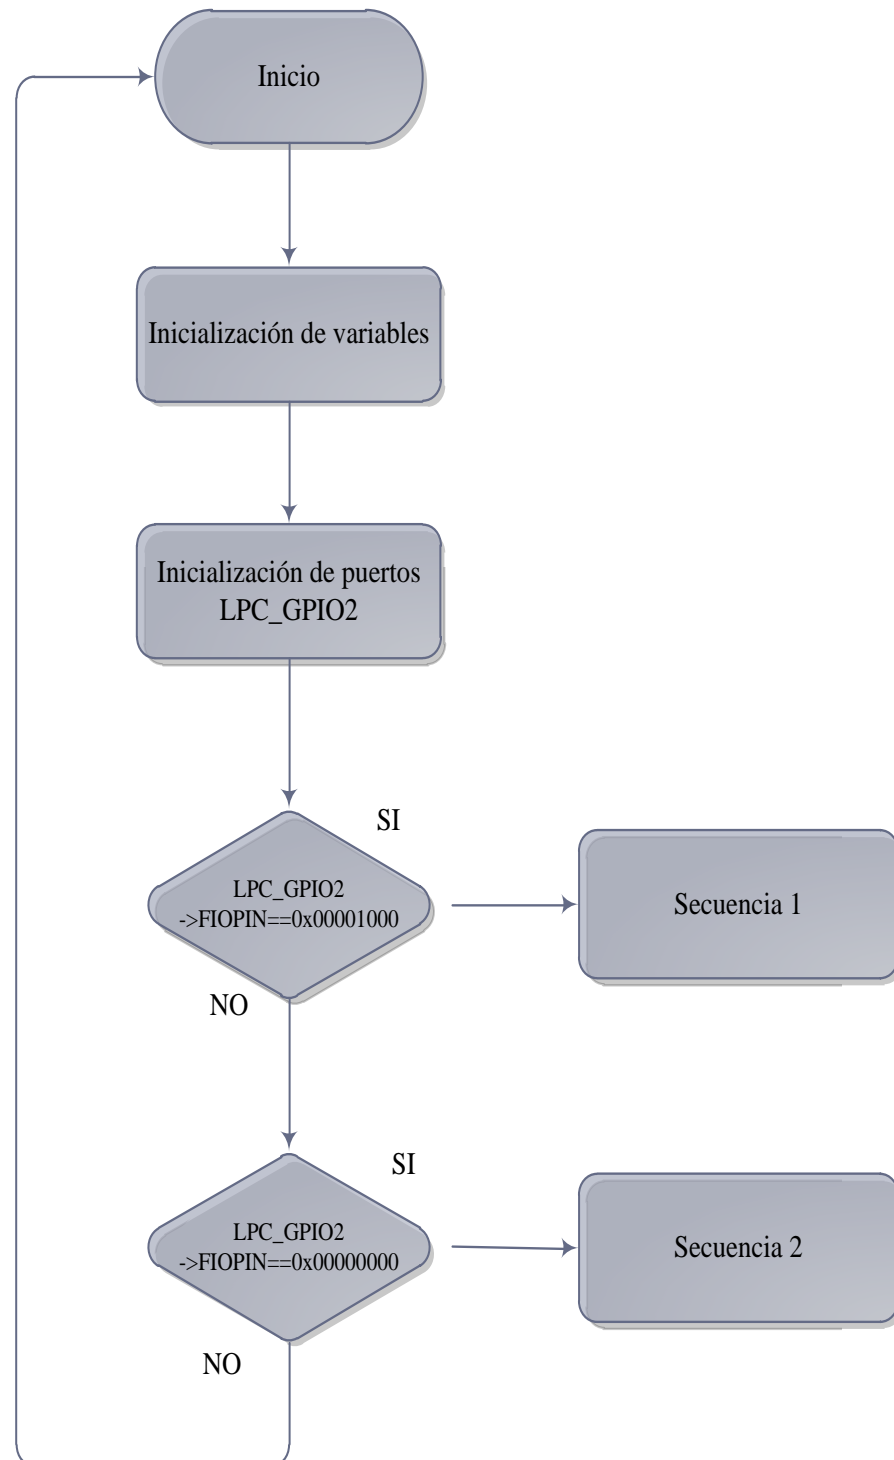 Inicio
Inicialización de variables
Inicialización de puertos
LPC_GPIO2
SI
LPC_GPIO2
->FIOPIN==0x00001000
Secuencia 1
NO
SI
LPC_GPIO2
->FIOPIN==0x00000000
Secuencia 2
NO